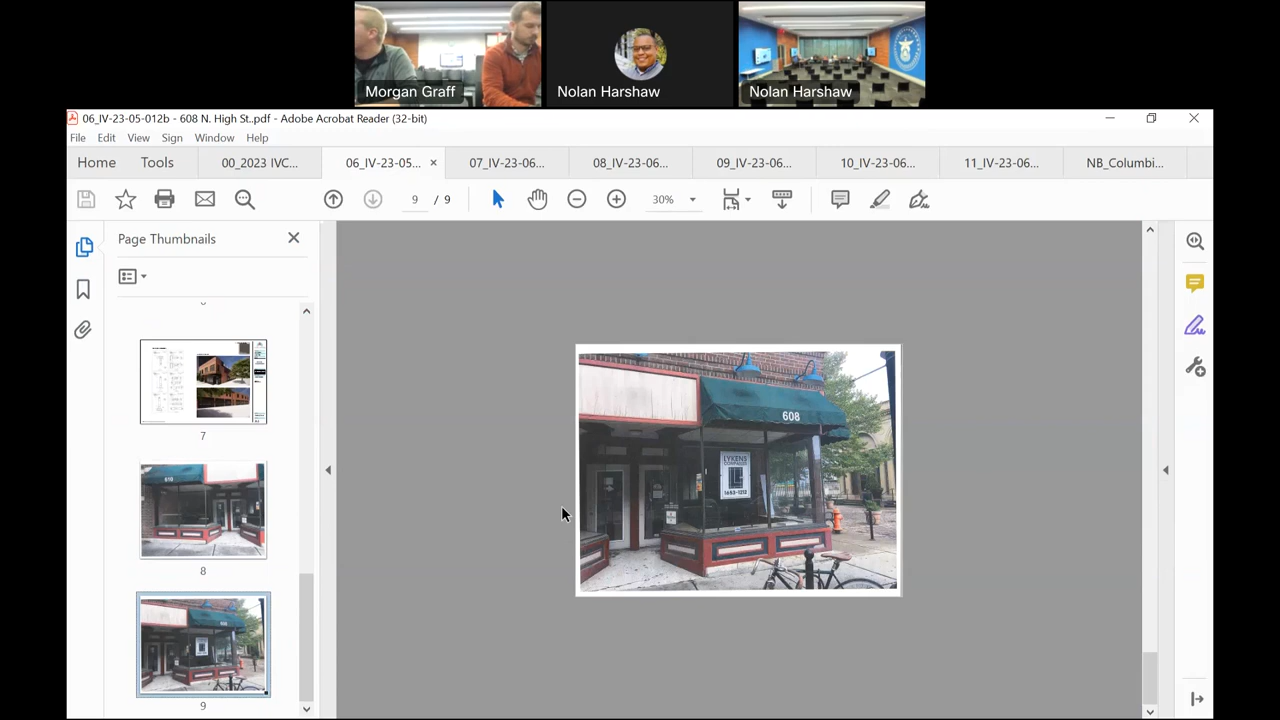 Morgan Graff
Nolan Harshaw
Nolan Harshaw
06_IV-23-05-012b - 608 N. High St..pdf - Adobe Acrobat Reader (32-bit)
File Edit View Sign Window Help
Home Tools 00_2023 IVC... 06_IV-23-05... × 07_IV-23-06... 08_IV-23-06... 09_IV-23-06... 10_IV-23-06... 11_IV-23-06... NB_Columbi...
9 / 9 30%
Page Thumbnails
7
610
8
608
9
608
LYKENS
COMPANIES